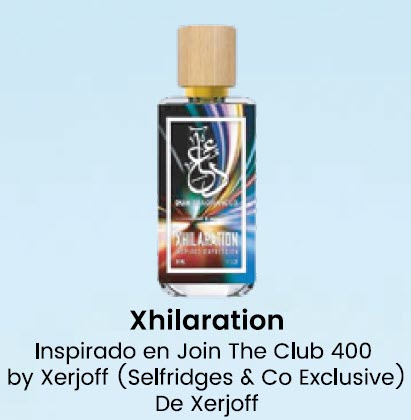 XHILARATION
Xhilaration
Inspirado en Join The Club 400
by Xerjoff (Selfridges & Co Exclusive)
De Xerjoff